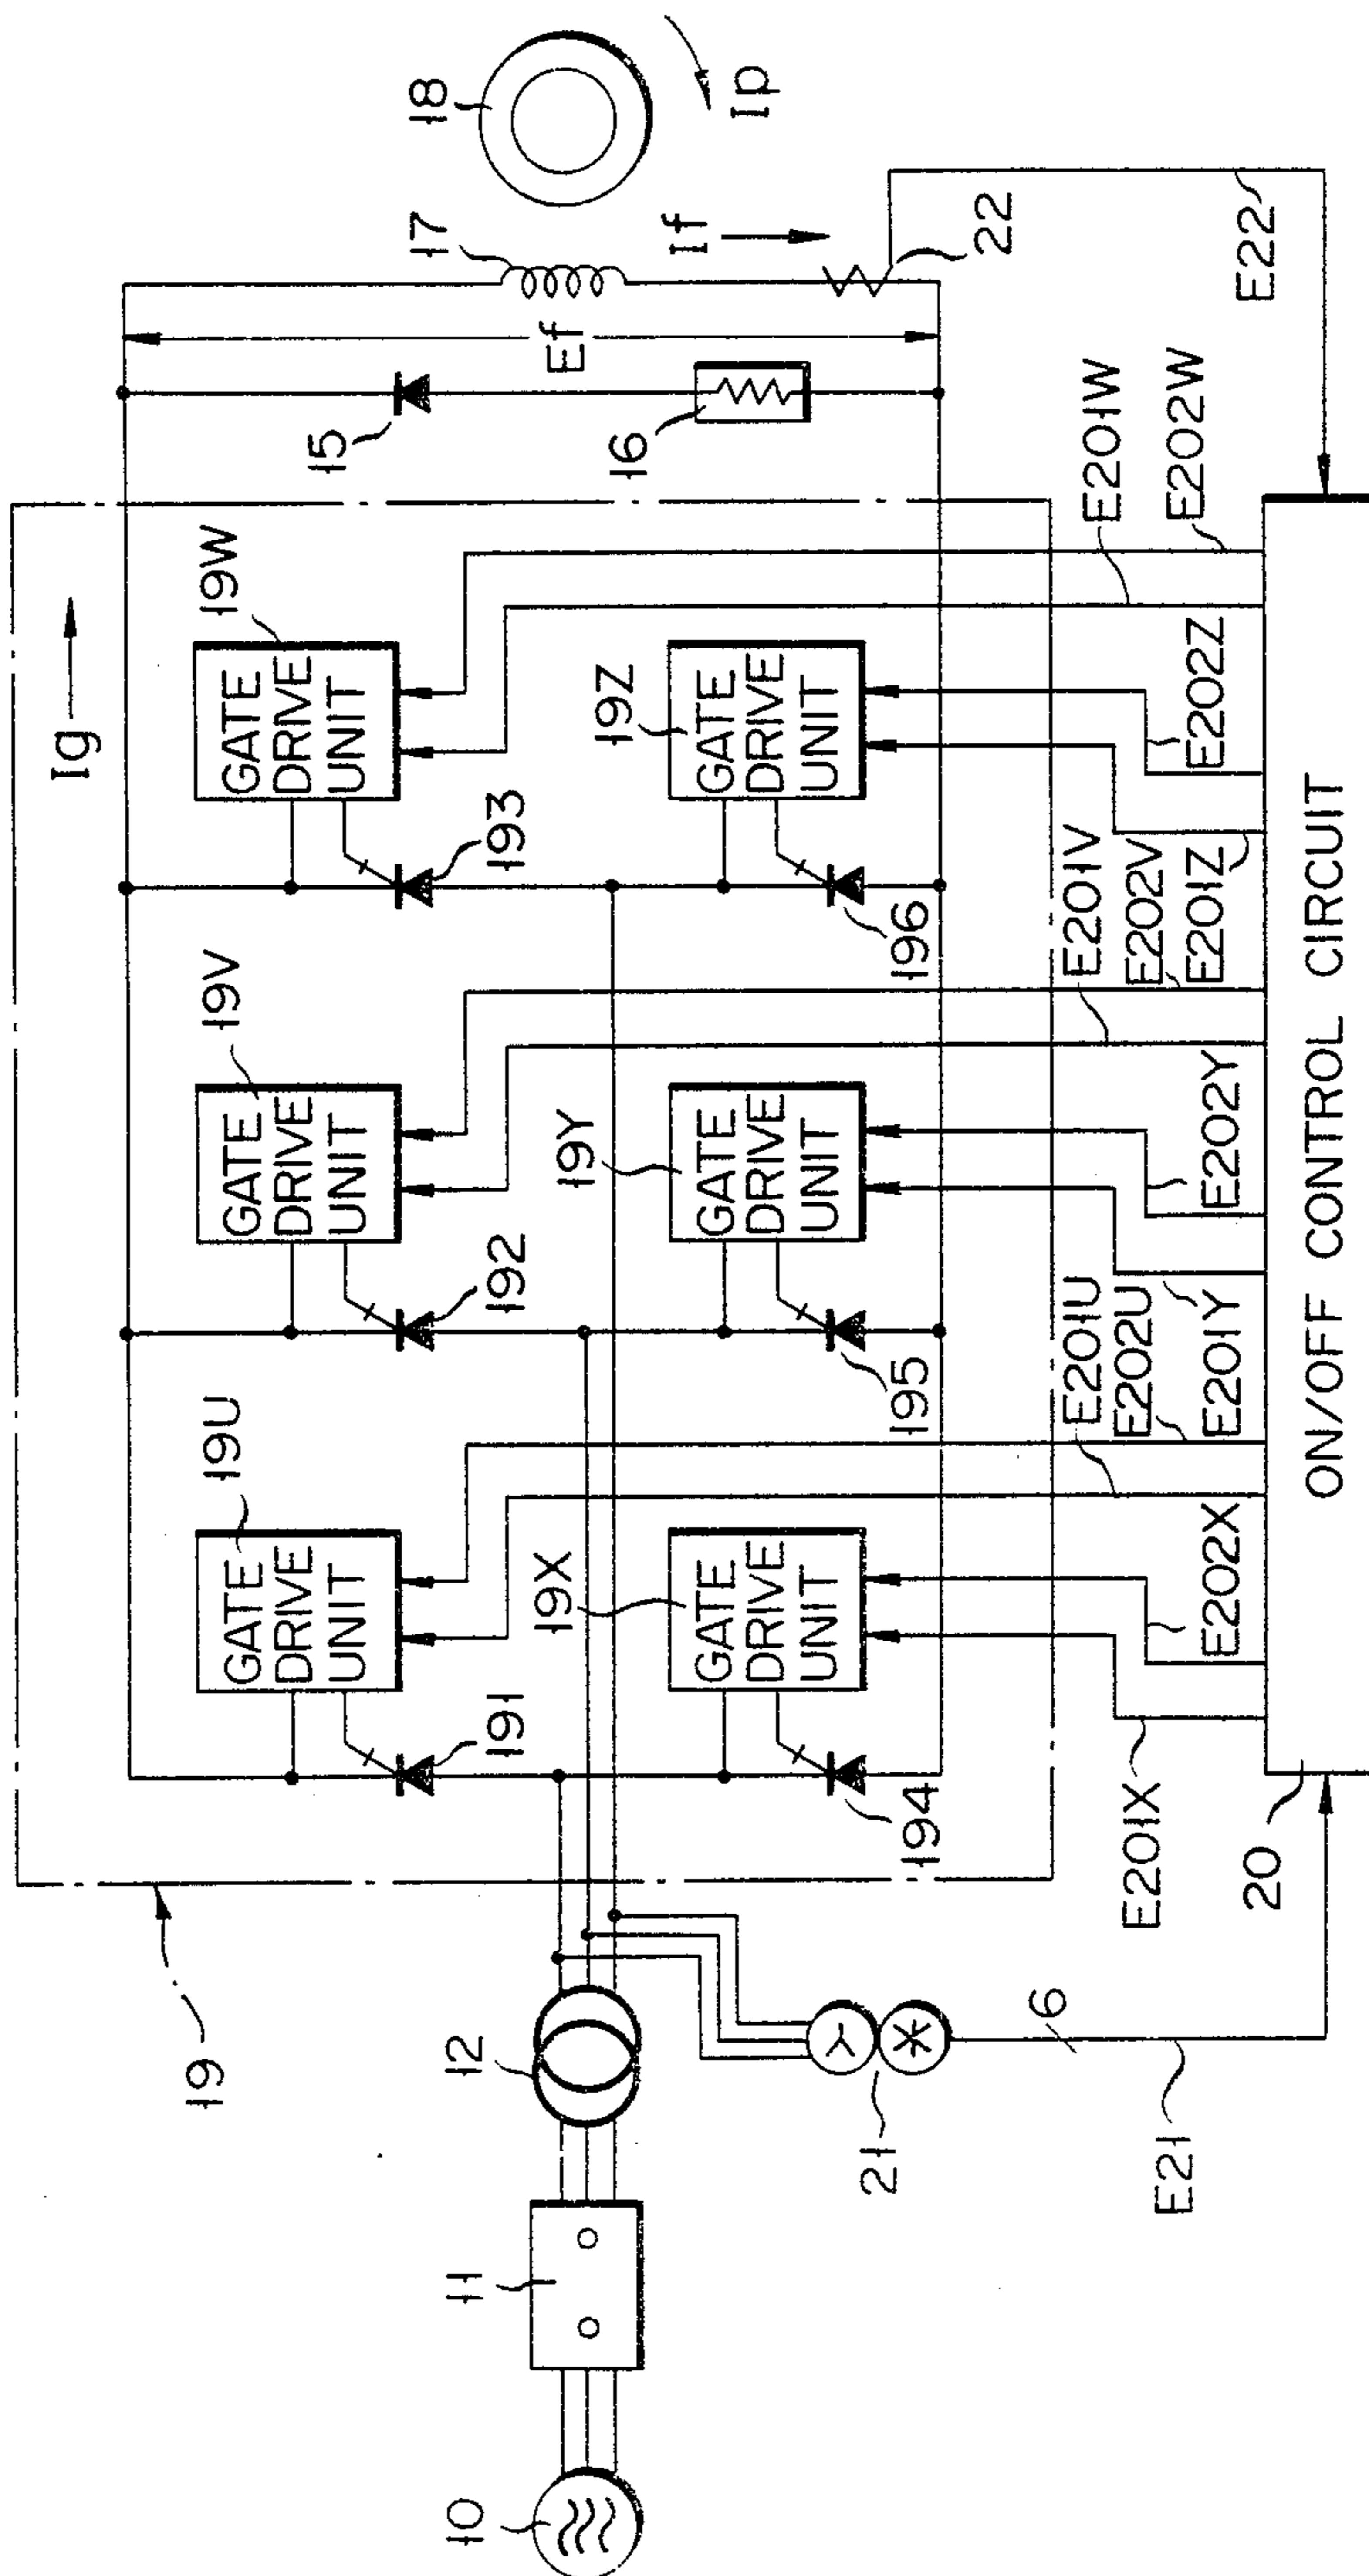 10
11
12
19
21
E21
6
20
Ig
19U
GATE
DRIVE
UNIT
191
19V
GATE
DRIVE
UNIT
192
19W
GATE
DRIVE
UNIT
193
19X
GATE
DRIVE
UNIT
194
19Y
GATE
DRIVE
UNIT
195
19Z
GATE
DRIVE
UNIT
196
15
16
Ef
17
If
18
Ip
22
E22
E201X
E202X
E201U
E202U
E201Y
E202Y
E201V
E202V
E201Z
E202Z
E201W
E202W
ON/OFF CONTROL CIRCUIT